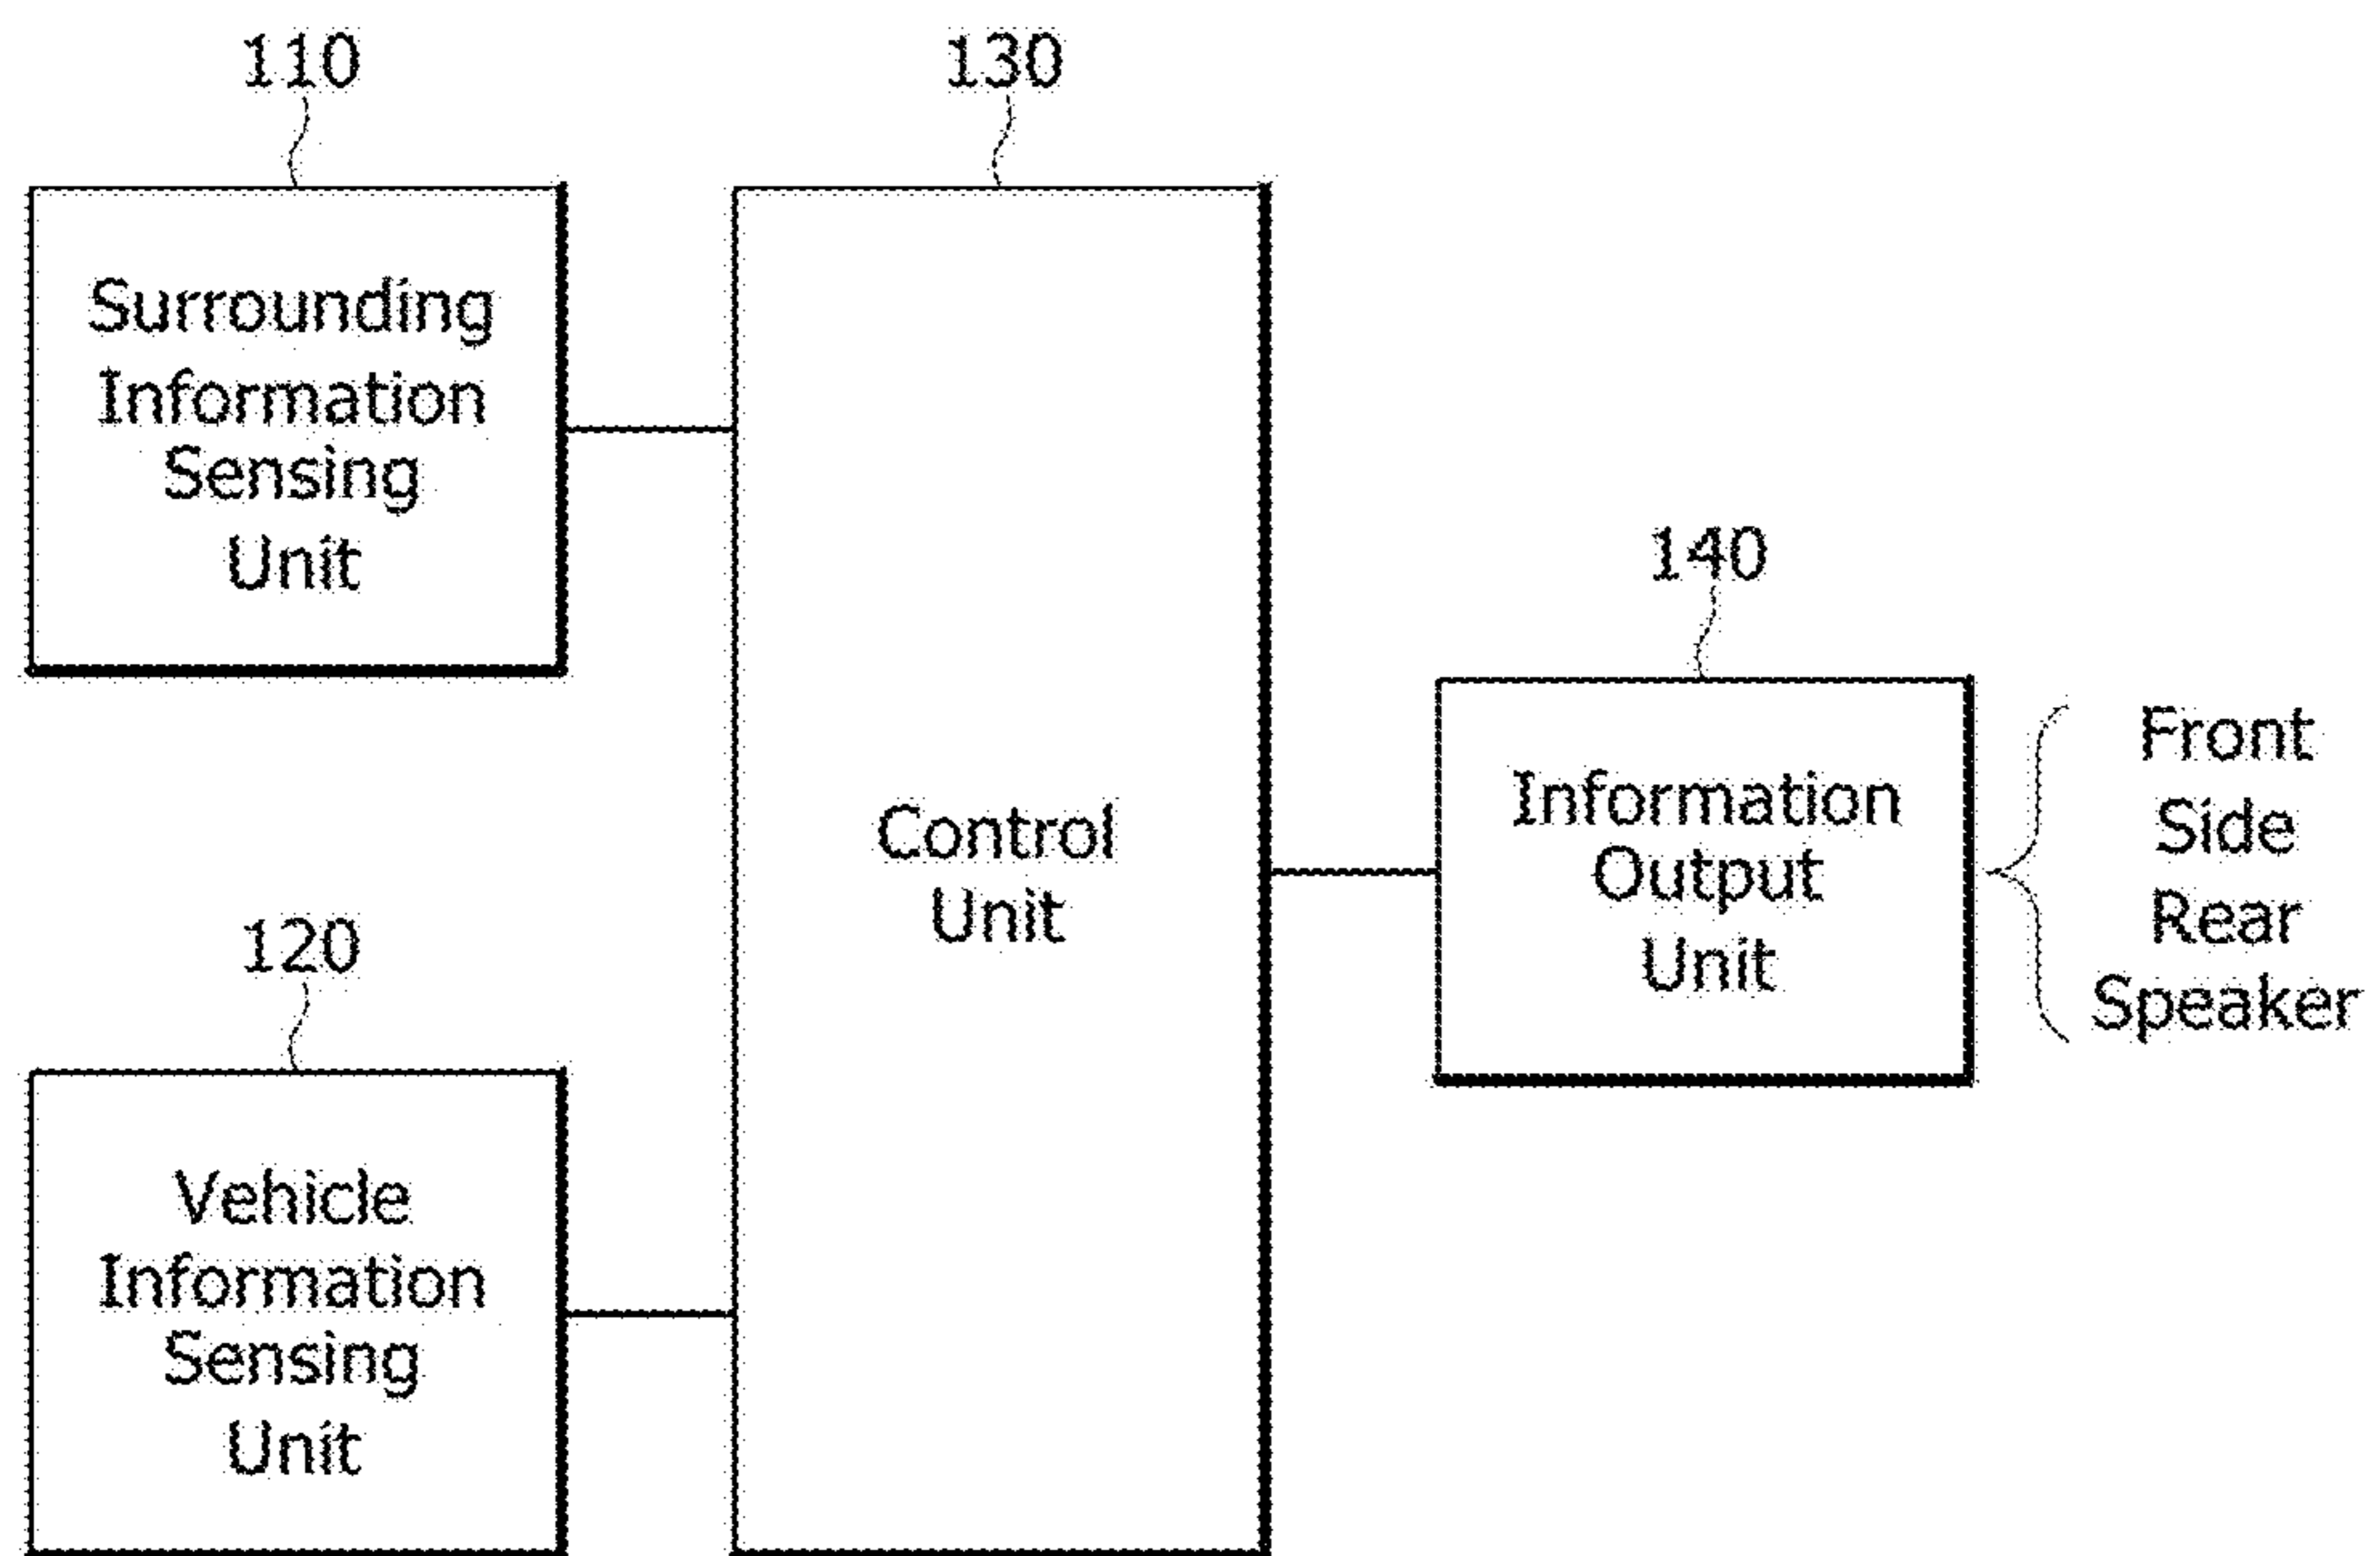 110
Surrounding
Information
Sensing
Unit
120
Vehicle
Information
Sensing
Unit
130
Control
Unit
140
Information
Output
Unit
Front
Side
Rear
Speaker